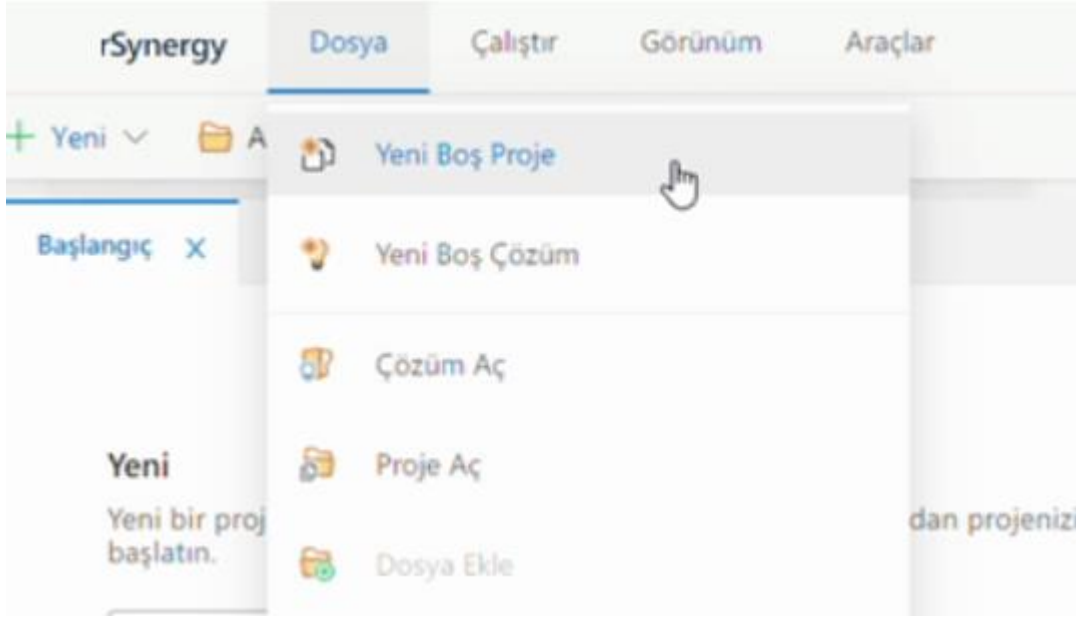 rSynergy Dosya Çalıştır Görünüm Araçlar
Yeni A
Yeni Boş Proje
Başlangıç X
Yeni Boş Çözüm
Çözüm Aç
Yeni
Proje Aç
Yeni bir proj
dan projenizi
başlatın.
Dosya Ekle